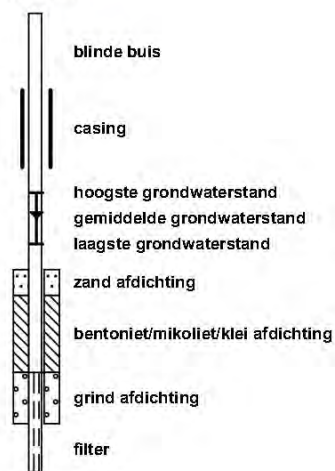 blinde buis
casing
hoogste grondwaterstand
gemiddelde grondwaterstand
laagste grondwaterstand
zand afdichting
bentoniet/mikoliet/klei afdichting
grind afdichting
filter